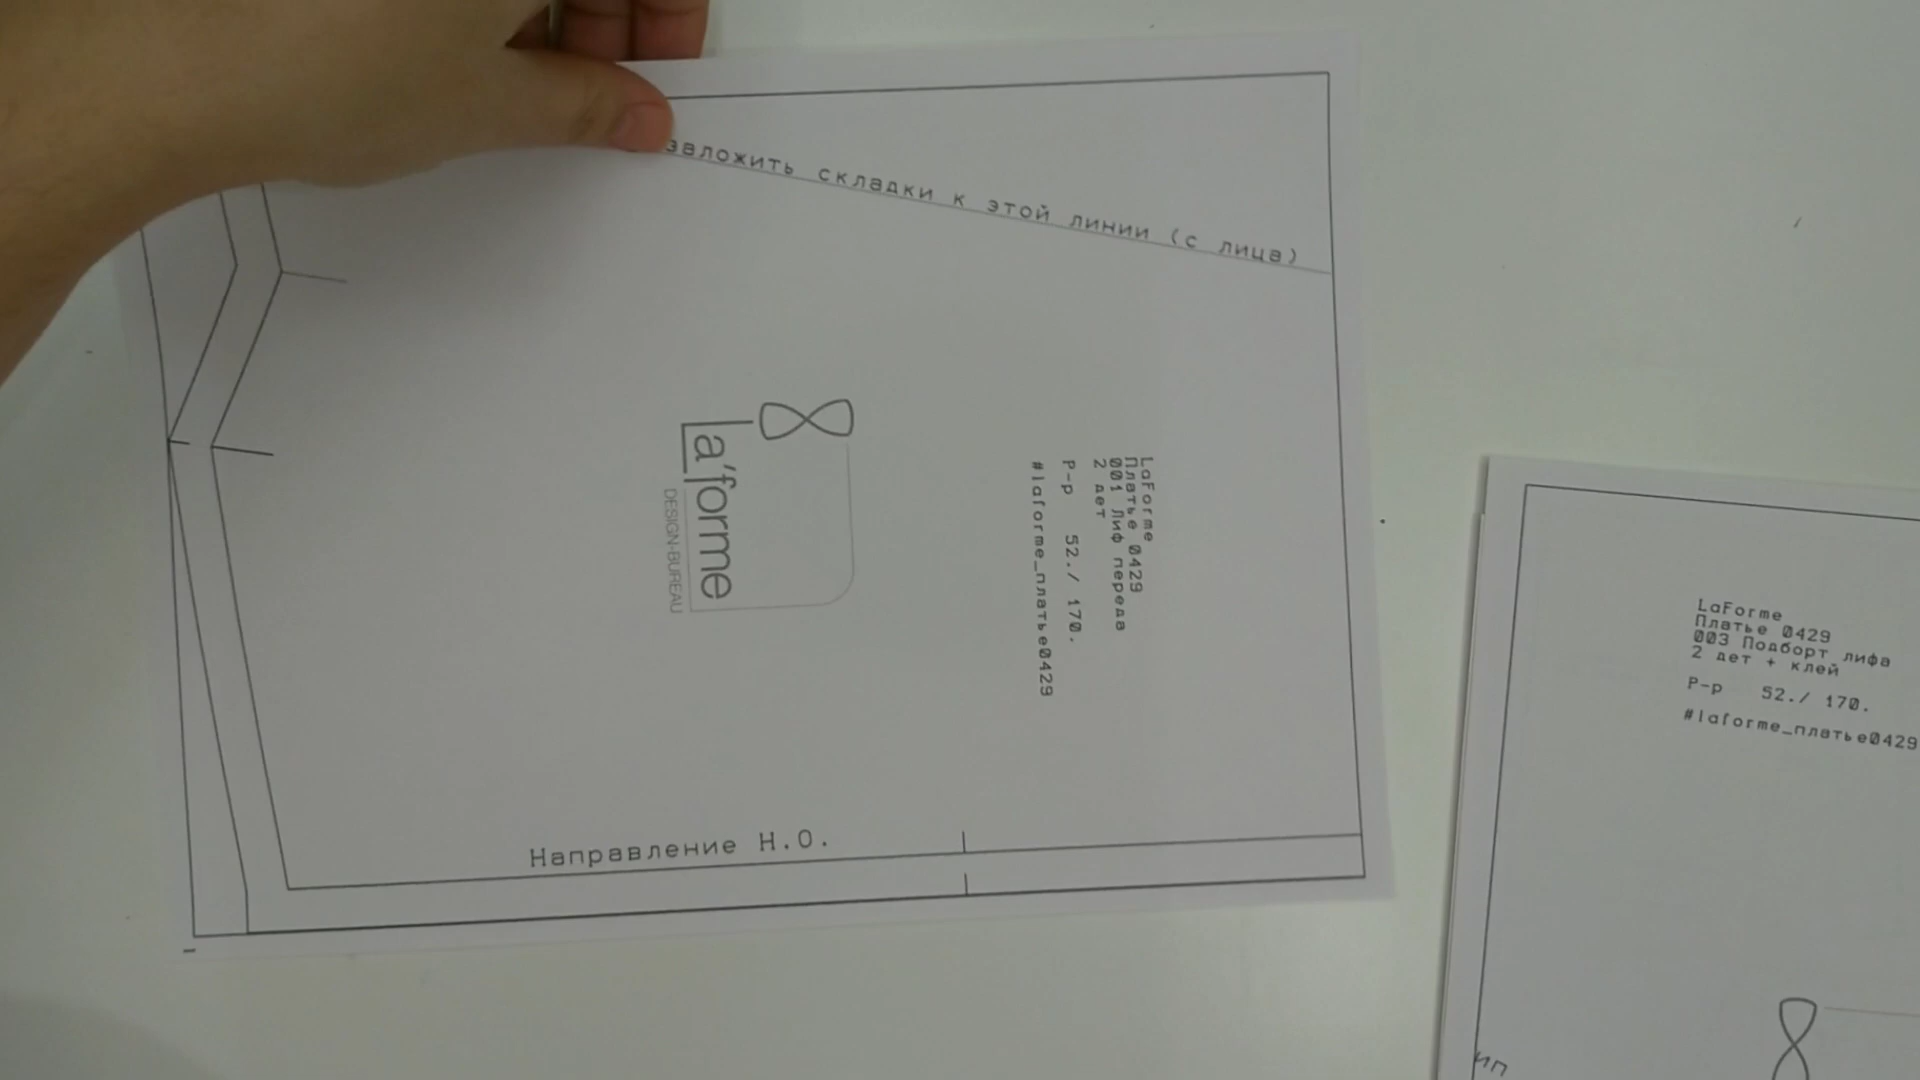 заложить складки к этой линии (с лица)
La'forme
DESIGN-BUREAU
LaForme
Платье 0429
001 Лиф переда
2 дет
Р-р 52./ 170.
#laforme_платье0429
Направление Н.О.
LaForme
Платье 0429
003 Подборт лифа
2 дет + клей
Р-р 52./ 170.
#laforme_платье0429